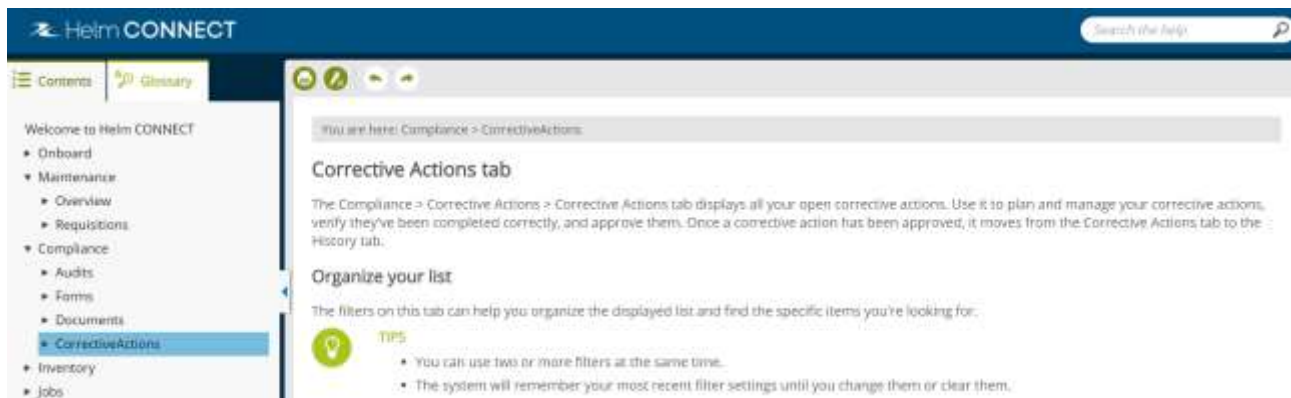 Helm CONNECT
Search the help
Contents
Glossary
Welcome to Helm CONNECT
Onboard
Maintenance
Overview
Requisitions
Compliance
Audits
Forms
Documents
CorrectiveActions
Inventory
Jobs
You are here: Compliance > CorrectiveActions
Corrective Actions tab
The Compliance > Corrective Actions > Corrective Actions tab displays all your open corrective actions. Use it to plan and manage your corrective actions,
verify they've been completed correctly, and approve them. Once a corrective action has been approved, it moves from the Corrective Actions tab to the
History tab.
Organize your list
The filters on this tab can help you organize the displayed list and find the specific items you're looking for.
TIPS
• You can use two or more filters at the same time.
• The system will remember your most recent filter settings until you change them or clear them.